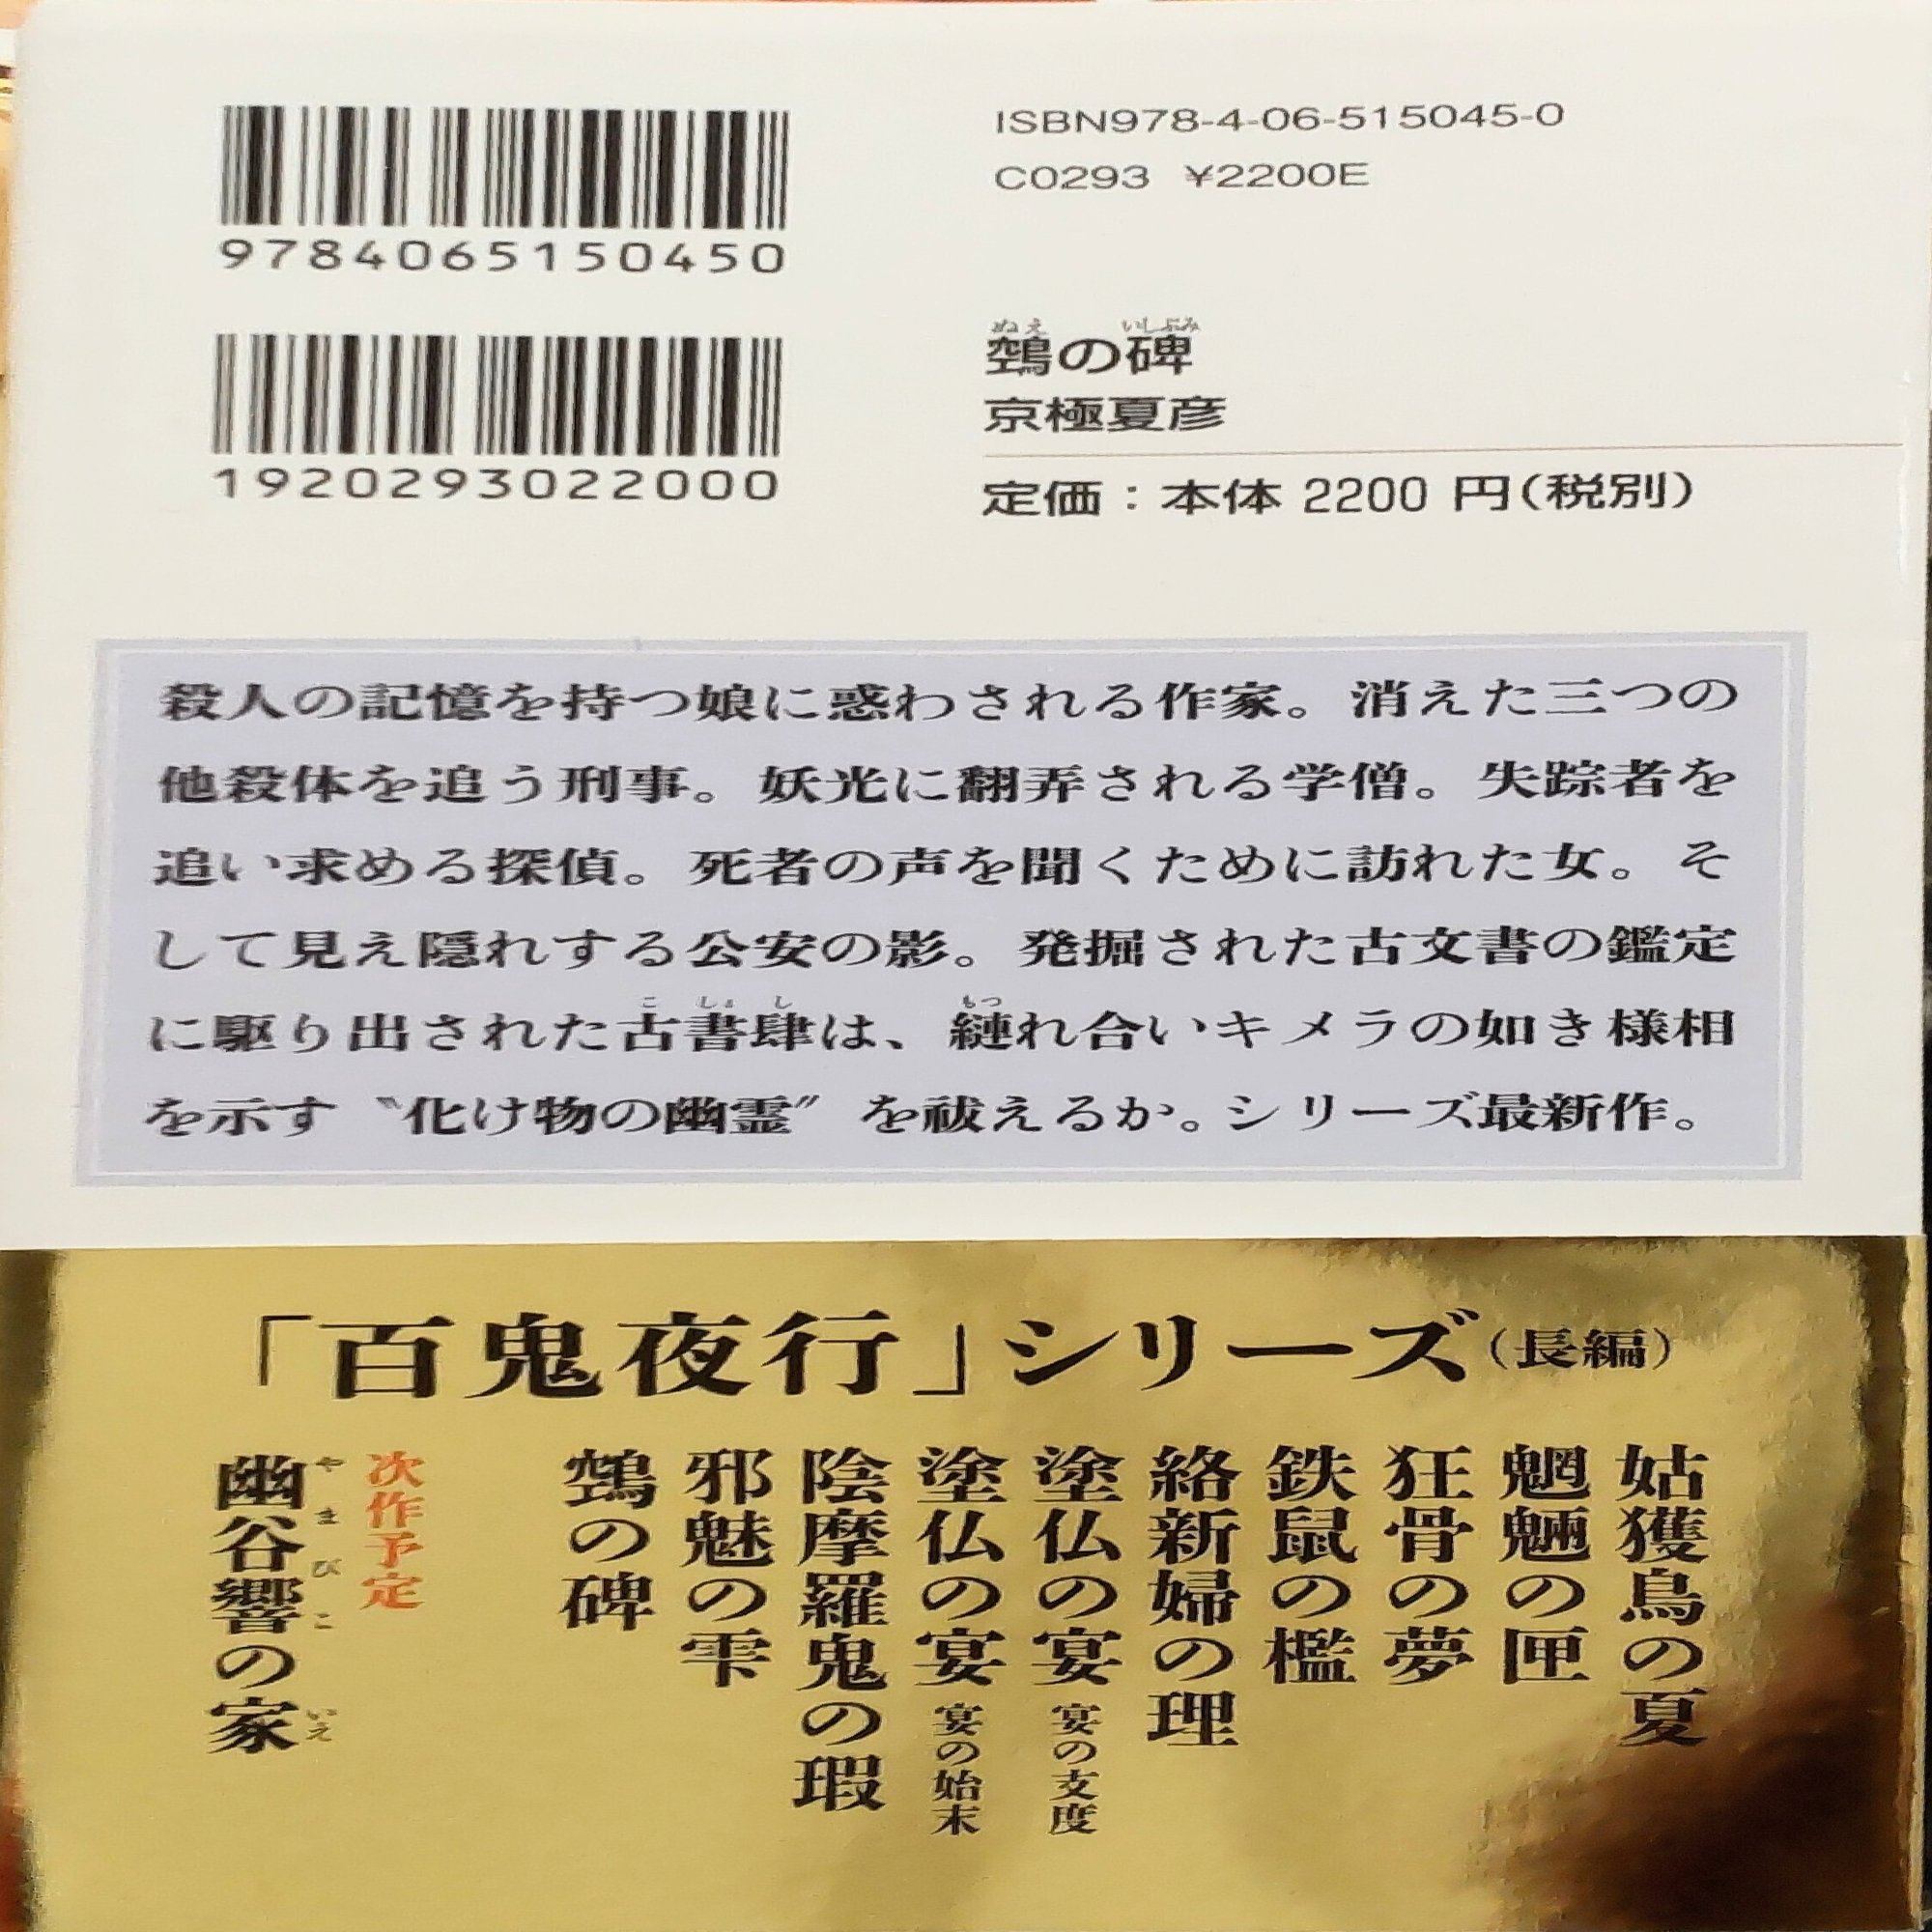 9784065150450
1920293022000
ISBN978-4-06-515045-0
C0293 ¥2200E
ぬえ いしぶみ
鵼の碑
京極夏彦
定価：本体 2200 円（税別）
殺人の記憶を持つ娘に惑わされる作家。消えた三つの
他殺体を追う刑事。妖光に翻弄される学僧。失踪者を
追い求める探偵。死者の声を聞くために訪れた女。そ
して見え隠れする公安の影。発掘された古文書の鑑定
こしょし もつ
に駆り出された古書肆は、縺れ合いキメラの如き様相
を示す〝化け物の幽霊〟を祓えるか。シリーズ最新作。
「百鬼夜行」シリーズ（長編）
姑獲鳥の夏
魍魎の匣
狂骨の夢
鉄鼠の檻
絡新婦の理
塗仏の宴 宴の支度
塗仏の宴 宴の始末
陰摩羅鬼の瑕
邪魅の雫
鵼の碑
次作予定
やまびこ いえ
幽谷響の家